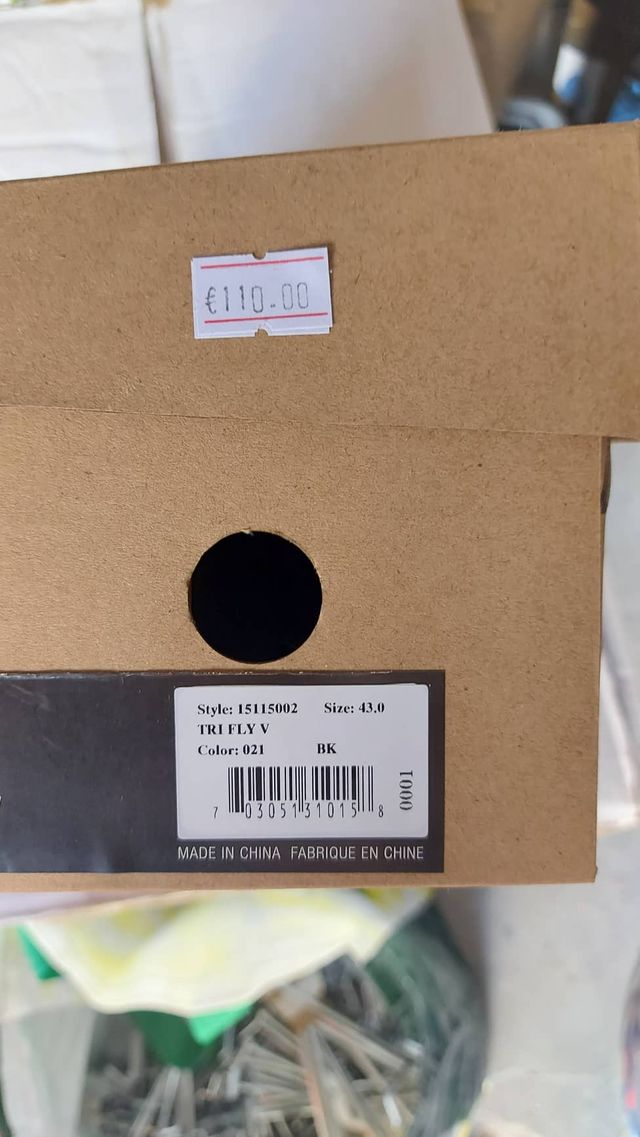 €110.00
Style: 15115002 Size: 43.0
TRI FLY V
Color: 021 BK
7 03051 31015 8
0001
MADE IN CHINA FABRIQUE EN CHINE